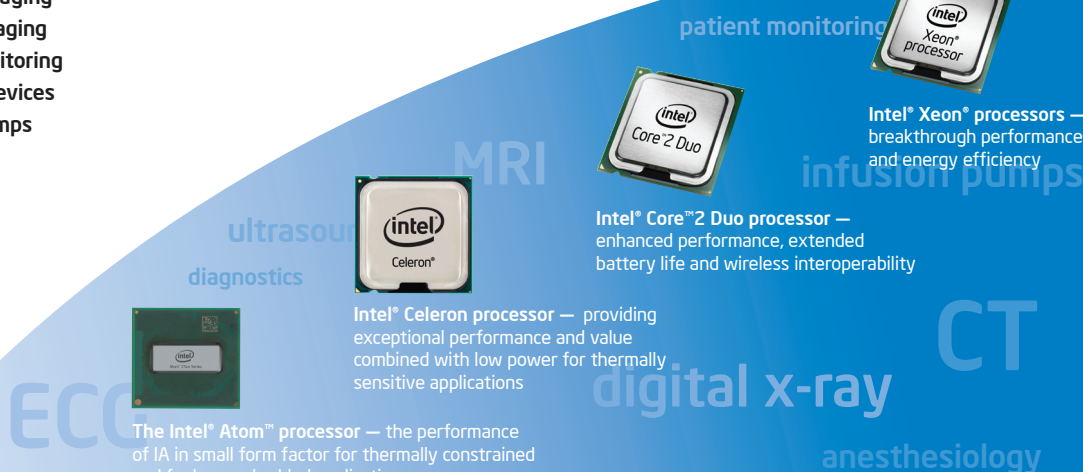 patient monitoring
intel
Xeon®
processor
itoring
evices
mps
Intel® Xeon® processors —
breakthrough performance
and energy efficiency
intel
Core™2 Duo
MRI
infusion pumps
Intel® Core™2 Duo processor —
enhanced performance, extended
battery life and wireless interoperability
ultrasou
intel
Celeron®
diagnostics
Intel® Celeron processor — providing
exceptional performance and value
combined with low power for thermally
sensitive applications
CT
digital x-ray
intel
ECG
The Intel® Atom™ processor — the performance
of IA in small form factor for thermally constrained
anesthesiology